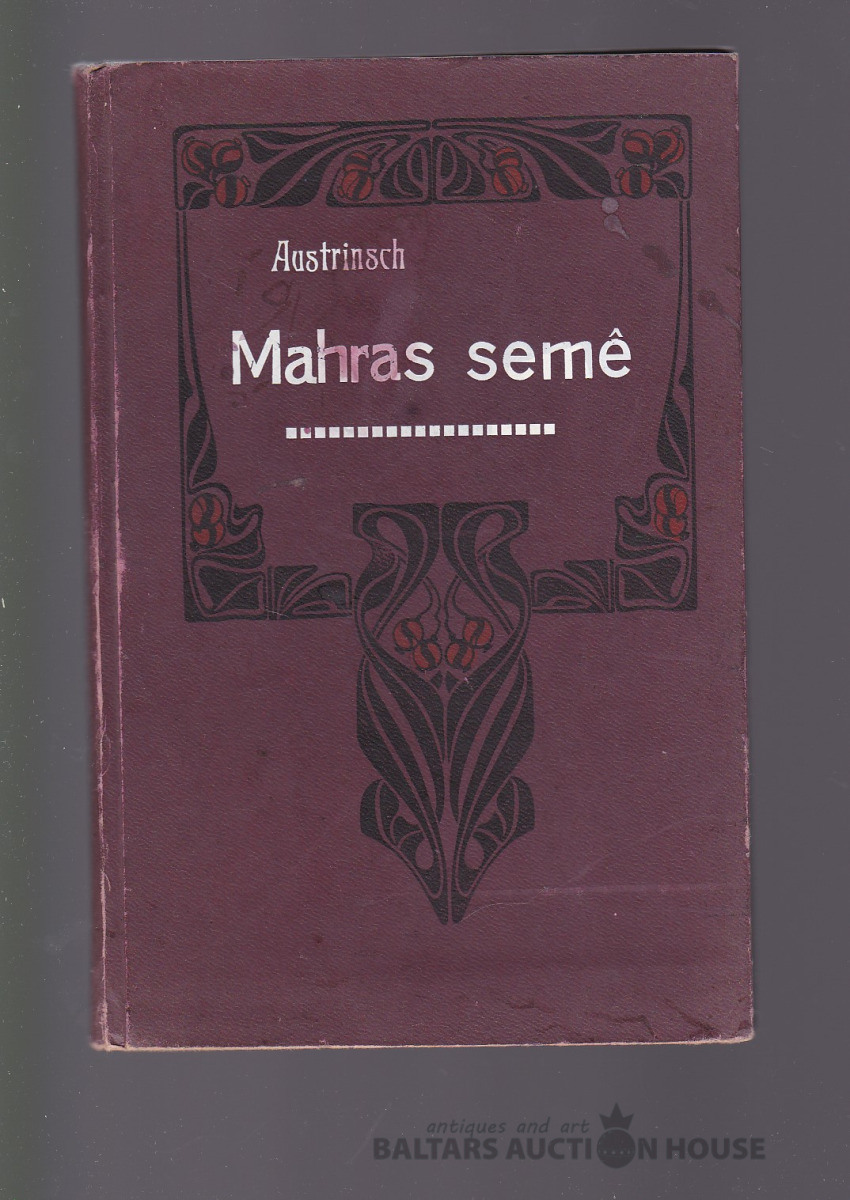 Austrinsch
Mahras semê
antiques and art
BALTARS AUCTION HOUSE